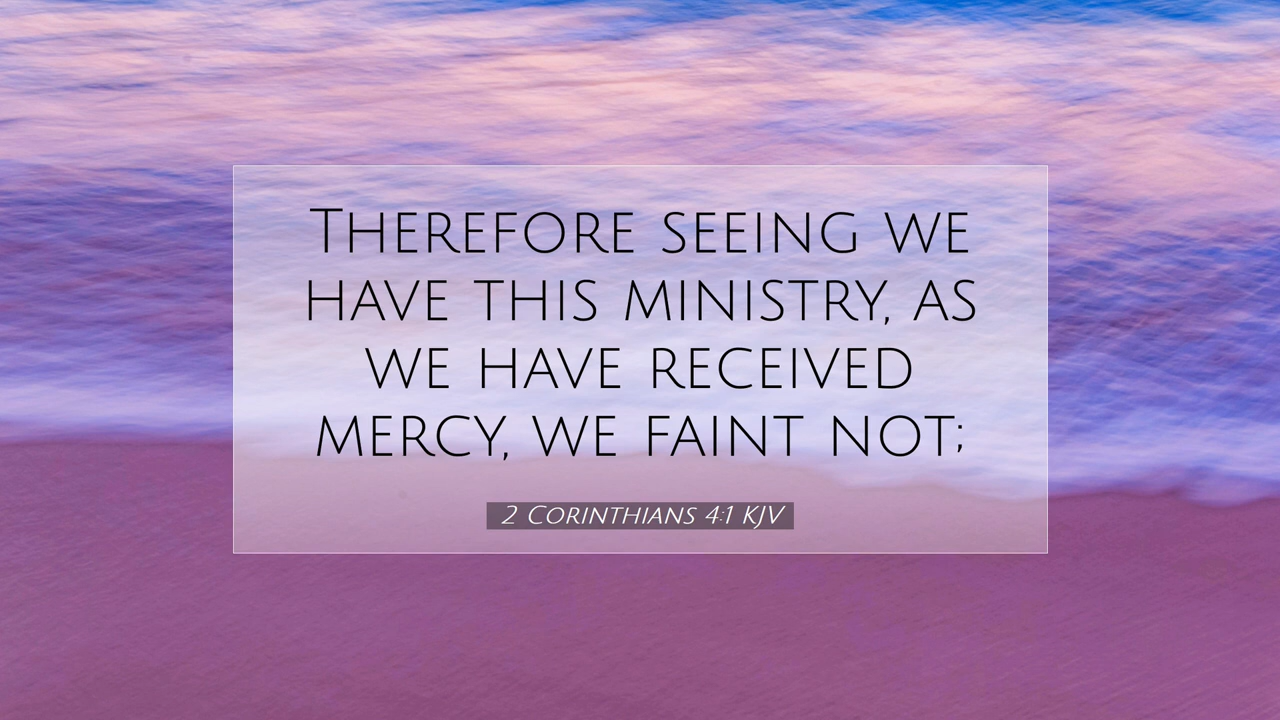 Therefore seeing we
have this ministry, as
we have received
mercy, we faint not;
2 Corinthians 4:1 KJV